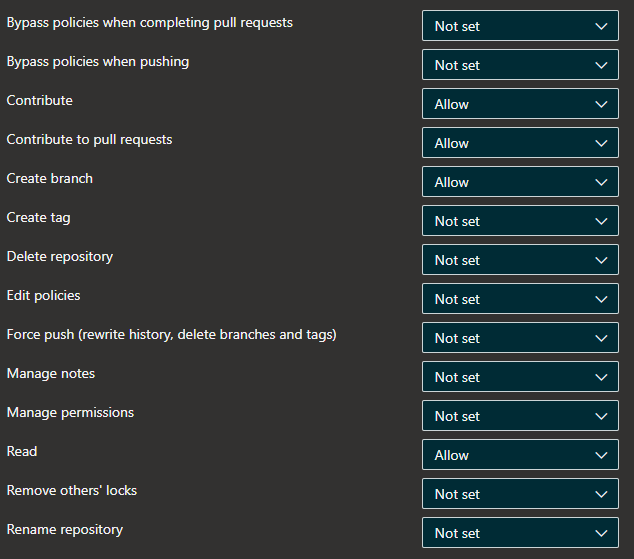 Bypass policies when completing pull requests Not set
Bypass policies when pushing Not set
Contribute Allow
Contribute to pull requests Allow
Create branch Allow
Create tag Not set
Delete repository Not set
Edit policies Not set
Force push (rewrite history, delete branches and tags) Not set
Manage notes Not set
Manage permissions Not set
Read Allow
Remove others' locks Not set
Rename repository Not set